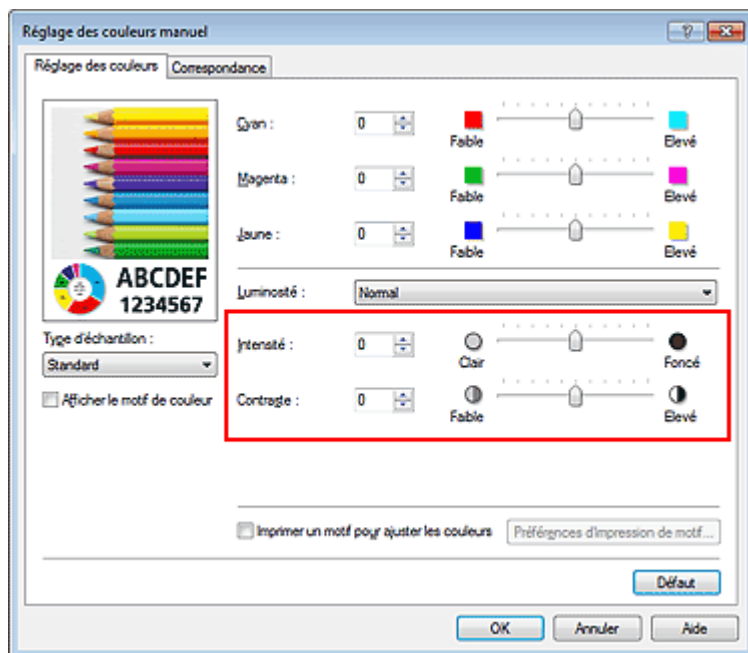 Réglage des couleurs manuel
Réglage des couleurs
Correspondance
Cyan :
0
Faible
Elevé
Magenta :
0
Faible
Elevé
Jaune :
0
Faible
Elevé
ABCDEF
1234567
Luminosité :
Normal
Type d'échantillon :
Standard
Afficher le motif de couleur
Intensité :
0
Clair
Foncé
Contraste :
0
Faible
Elevé
Imprimer un motif pour ajuster les couleurs
Préférences d'impression de motif...
Défaut
OK
Annuler
Aide